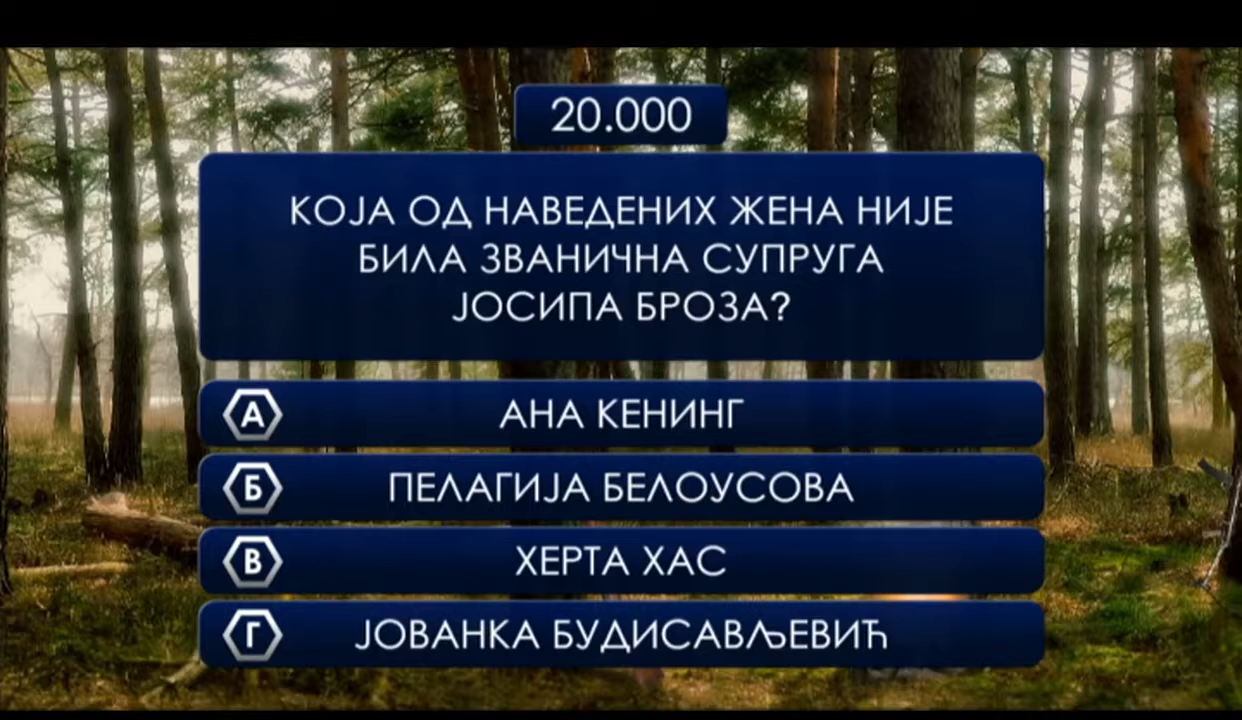 20.000
КОЈА ОД НАВЕДЕНИХ ЖЕНА НИЈЕ
БИЛА ЗВАНИЧНА СУПРУГА
ЈОСИПА БРОЗА?
А АНА КЕНИНГ
Б ПЕЛАГИЈА БЕЛОУСОВА
В ХЕРТА ХАС
Г ЈОВАНКА БУДИСАВЉЕВИЋ